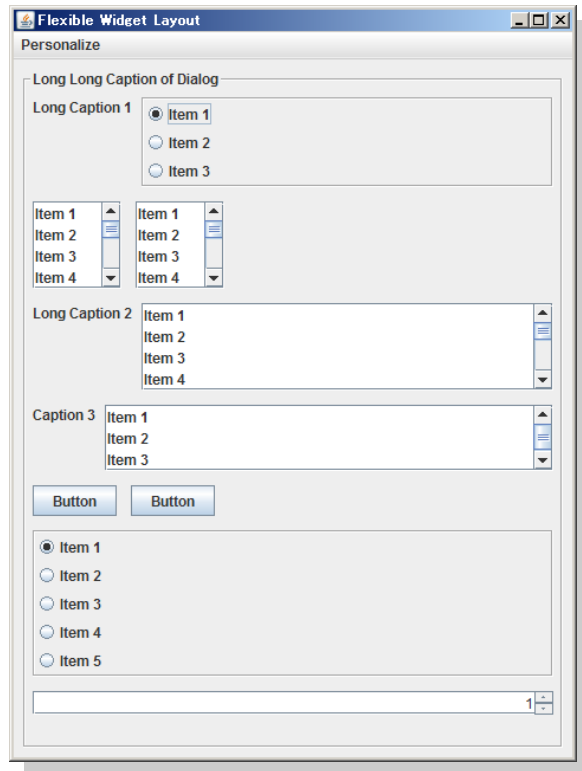 Flexible Widget Layout
Personalize
Long Long Caption of Dialog
Long Caption 1
Item 1
Item 2
Item 3
Item 1
Item 2
Item 3
Item 4
Item 1
Item 2
Item 3
Item 4
Long Caption 2
Item 1
Item 2
Item 3
Item 4
Caption 3
Item 1
Item 2
Item 3
Button
Button
Item 1
Item 2
Item 3
Item 4
Item 5
1